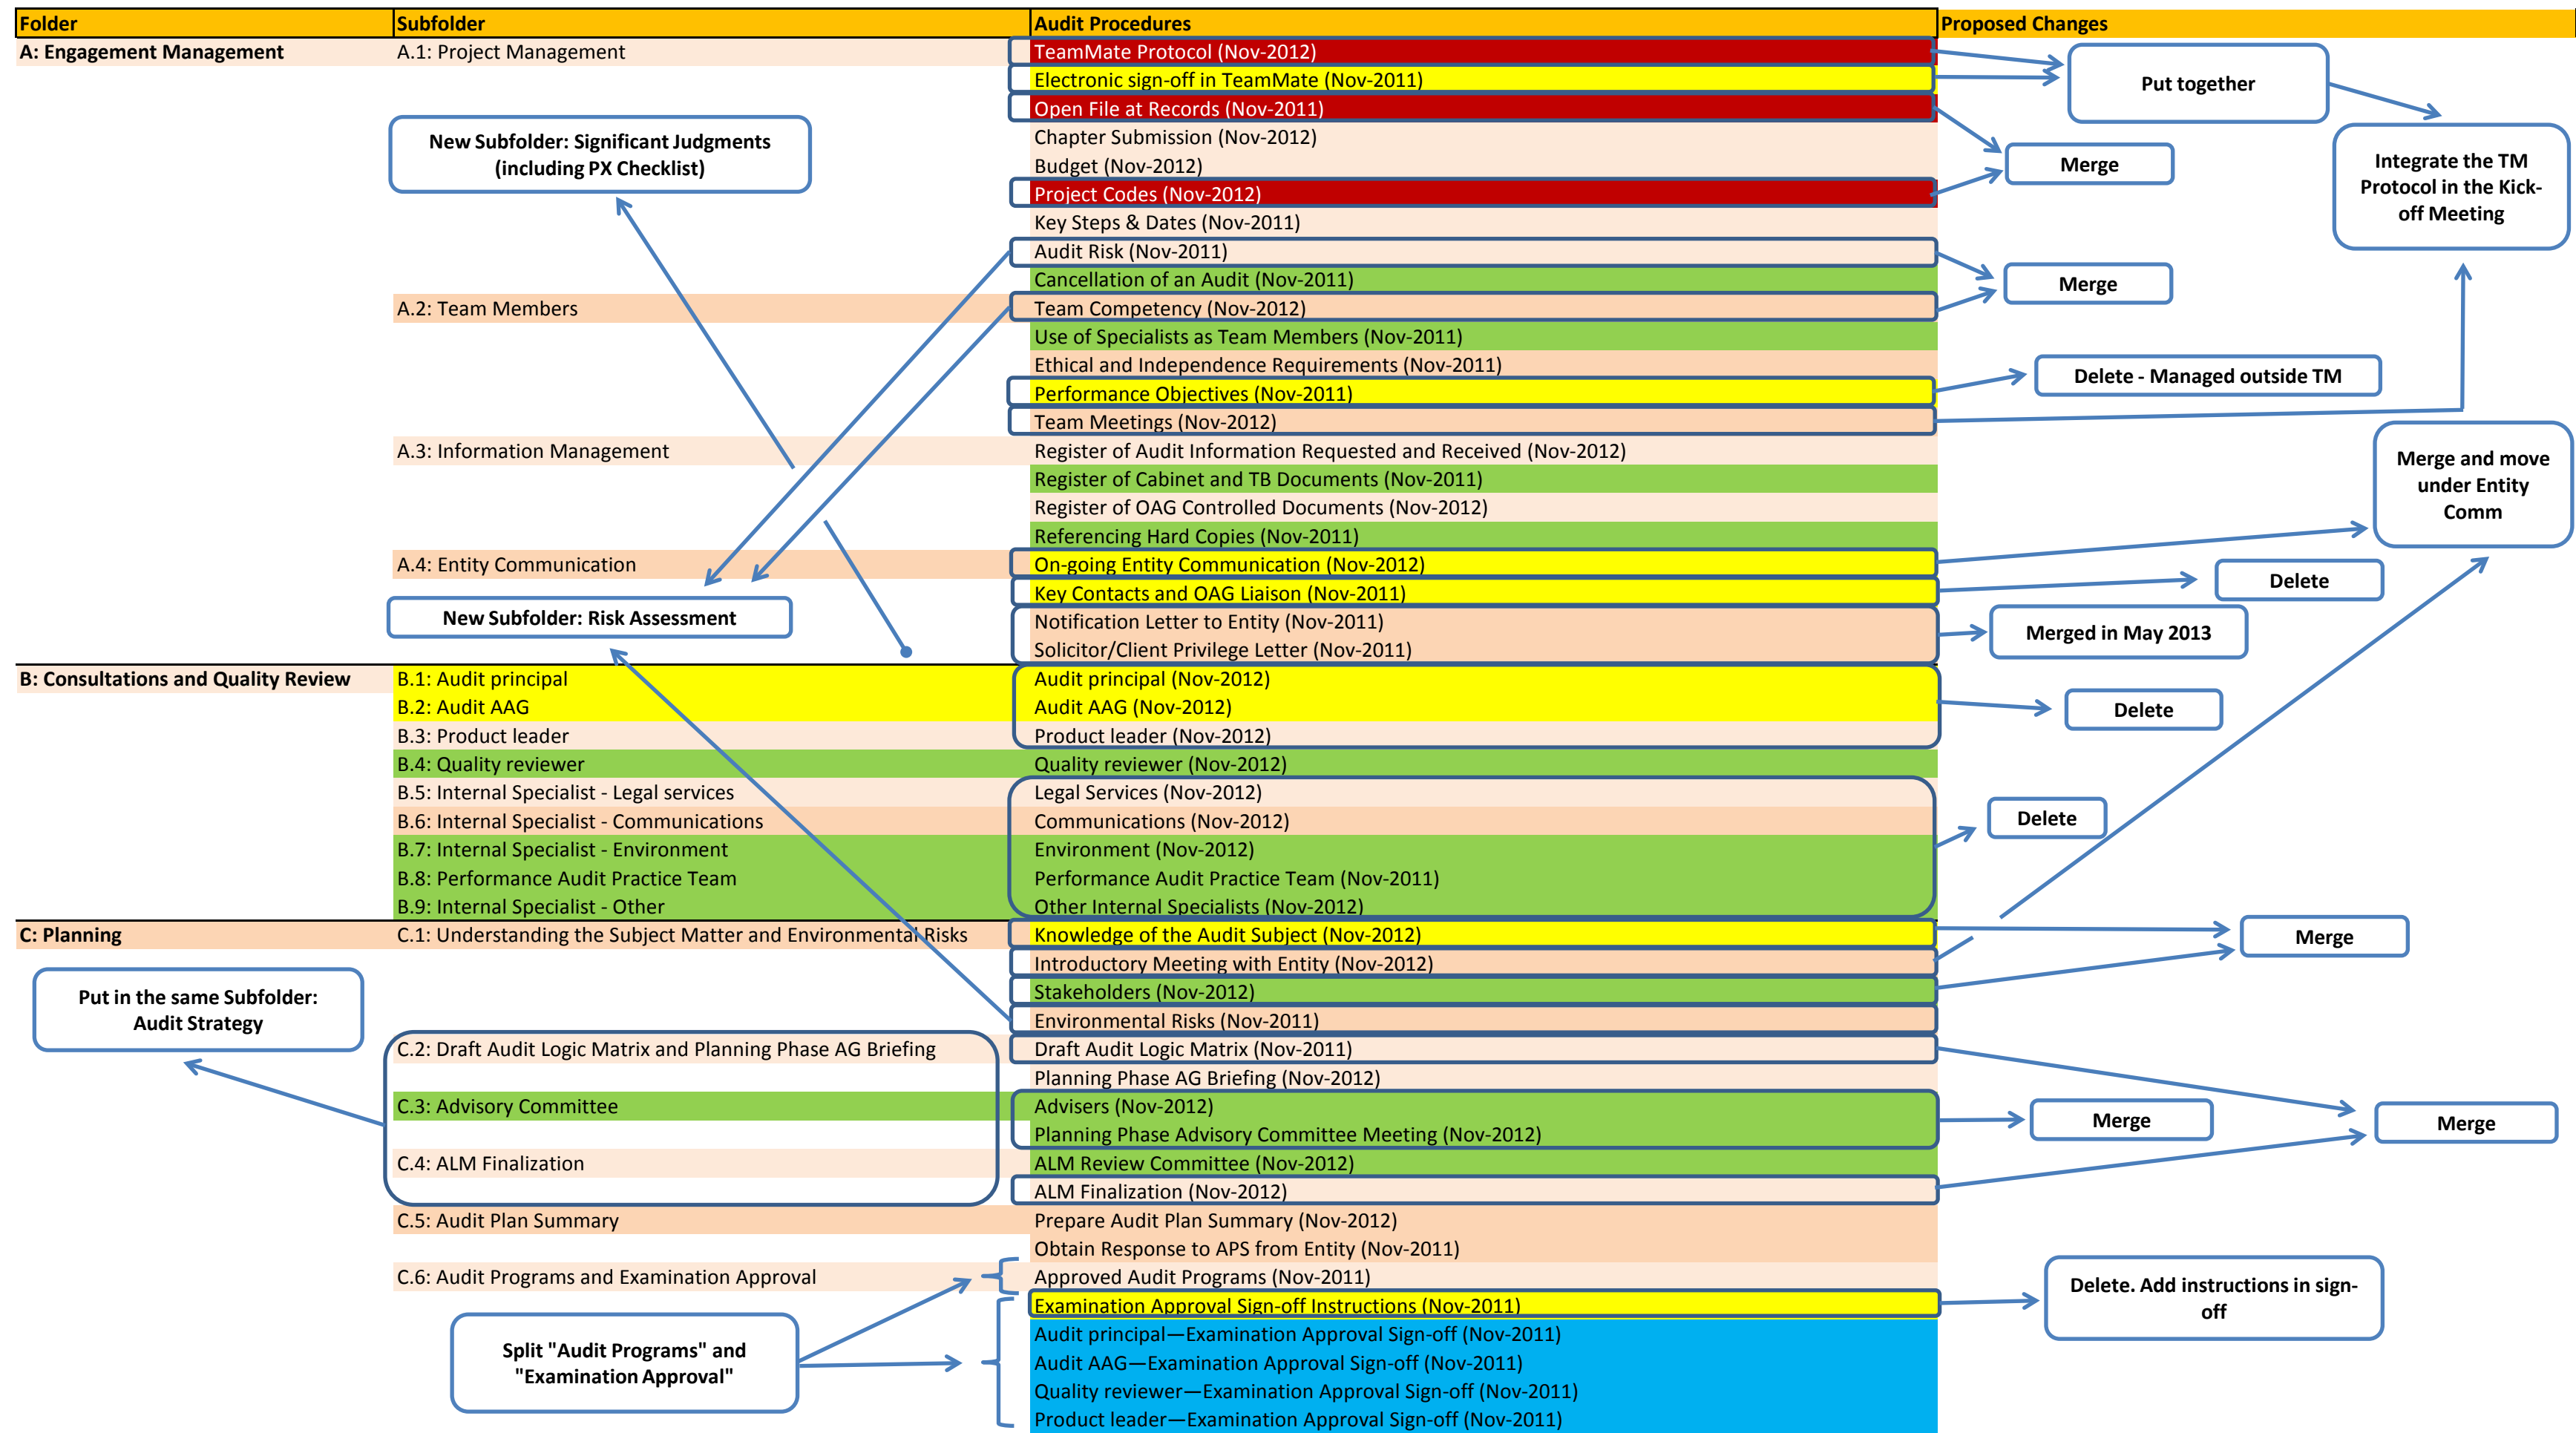 Folder
Subfolder
Audit Procedures
Proposed Changes
A: Engagement Management
A.1: Project Management
TeamMate Protocol (Nov-2012)
Electronic sign-off in TeamMate (Nov-2011)
Put together
Open File at Records (Nov-2011)
New Subfolder: Significant Judgments
(including PX Checklist)
Chapter Submission (Nov-2012)
Budget (Nov-2012)
Merge
Integrate the TM
Protocol in the Kick-
off Meeting
Project Codes (Nov-2012)
Key Steps & Dates (Nov-2011)
Audit Risk (Nov-2011)
Cancellation of an Audit (Nov-2011)
Merge
A.2: Team Members
Team Competency (Nov-2012)
Use of Specialists as Team Members (Nov-2011)
Ethical and Independence Requirements (Nov-2011)
Delete - Managed outside TM
Performance Objectives (Nov-2011)
Team Meetings (Nov-2012)
A.3: Information Management
Register of Audit Information Requested and Received (Nov-2012)
Merge and move
under Entity
Comm
Register of Cabinet and TB Documents (Nov-2011)
Register of OAG Controlled Documents (Nov-2012)
Referencing Hard Copies (Nov-2011)
A.4: Entity Communication
On-going Entity Communication (Nov-2012)
Delete
Key Contacts and OAG Liaison (Nov-2011)
New Subfolder: Risk Assessment
Notification Letter to Entity (Nov-2011)
Merged in May 2013
Solicitor/Client Privilege Letter (Nov-2011)
B: Consultations and Quality Review
B.1: Audit principal
Audit principal (Nov-2012)
B.2: Audit AAG
Audit AAG (Nov-2012)
Delete
B.3: Product leader
Product leader (Nov-2012)
B.4: Quality reviewer
Quality reviewer (Nov-2012)
B.5: Internal Specialist - Legal services
Legal Services (Nov-2012)
B.6: Internal Specialist - Communications
Communications (Nov-2012)
Delete
B.7: Internal Specialist - Environment
Environment (Nov-2012)
B.8: Performance Audit Practice Team
Performance Audit Practice Team (Nov-2011)
B.9: Internal Specialist - Other
Other Internal Specialists (Nov-2012)
C: Planning
C.1: Understanding the Subject Matter and Environmental Risks
Knowledge of the Audit Subject (Nov-2012)
Merge
Introductory Meeting with Entity (Nov-2012)
Put in the same Subfolder:
Audit Strategy
Stakeholders (Nov-2012)
Environmental Risks (Nov-2011)
C.2: Draft Audit Logic Matrix and Planning Phase AG Briefing
Draft Audit Logic Matrix (Nov-2011)
Planning Phase AG Briefing (Nov-2012)
C.3: Advisory Committee
Advisers (Nov-2012)
Merge
Merge
Planning Phase Advisory Committee Meeting (Nov-2012)
C.4: ALM Finalization
ALM Review Committee (Nov-2012)
ALM Finalization (Nov-2012)
C.5: Audit Plan Summary
Prepare Audit Plan Summary (Nov-2012)
Obtain Response to APS from Entity (Nov-2011)
C.6: Audit Programs and Examination Approval
Approved Audit Programs (Nov-2011)
Delete. Add instructions in sign-
off
Examination Approval Sign-off Instructions (Nov-2011)
Split "Audit Programs" and
"Examination Approval"
Audit principal—Examination Approval Sign-off (Nov-2011)
Audit AAG—Examination Approval Sign-off (Nov-2011)
Quality reviewer—Examination Approval Sign-off (Nov-2011)
Product leader—Examination Approval Sign-off (Nov-2011)